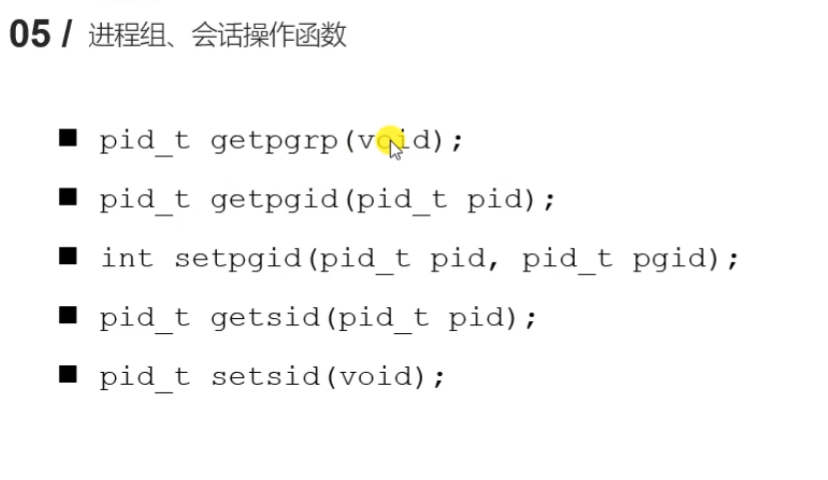 05 / 进程组、会话操作函数
■ pid_t getpgrp(void);
■ pid_t getpgid(pid_t pid);
■ int setpgid(pid_t pid, pid_t pgid);
■ pid_t getsid(pid_t pid);
■ pid_t setsid(void);